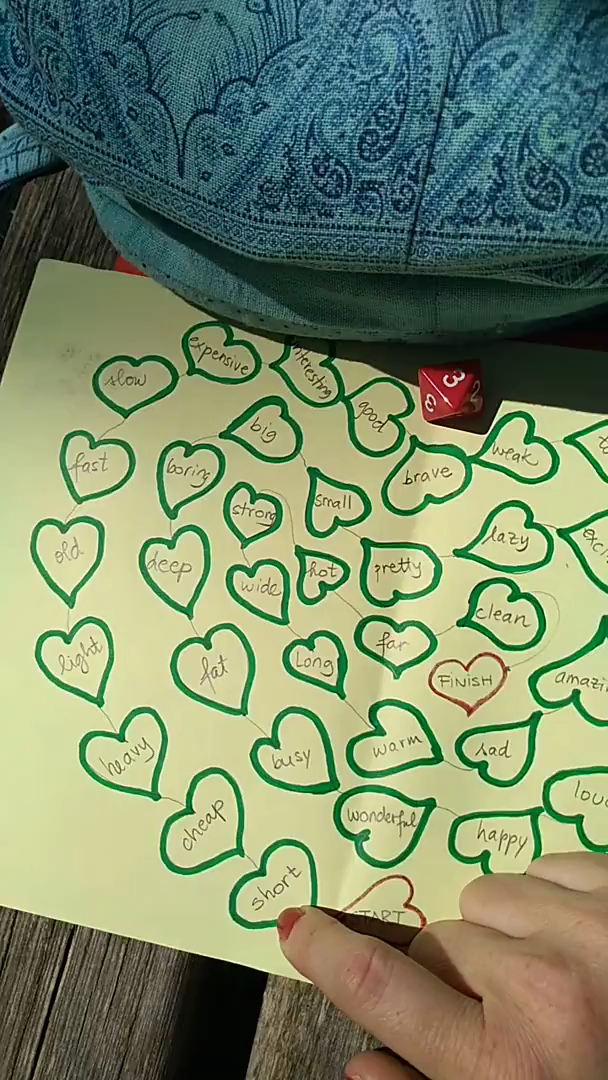 START
short
cheap
heavy
light
old
fast
slow
expensive
interesting
good
brave
weak
lazy
pretty
small
big
boring
deep
fat
busy
wonderful
happy
sad
warm
Long
wide
strong
hot
far
clean
FINISH
3